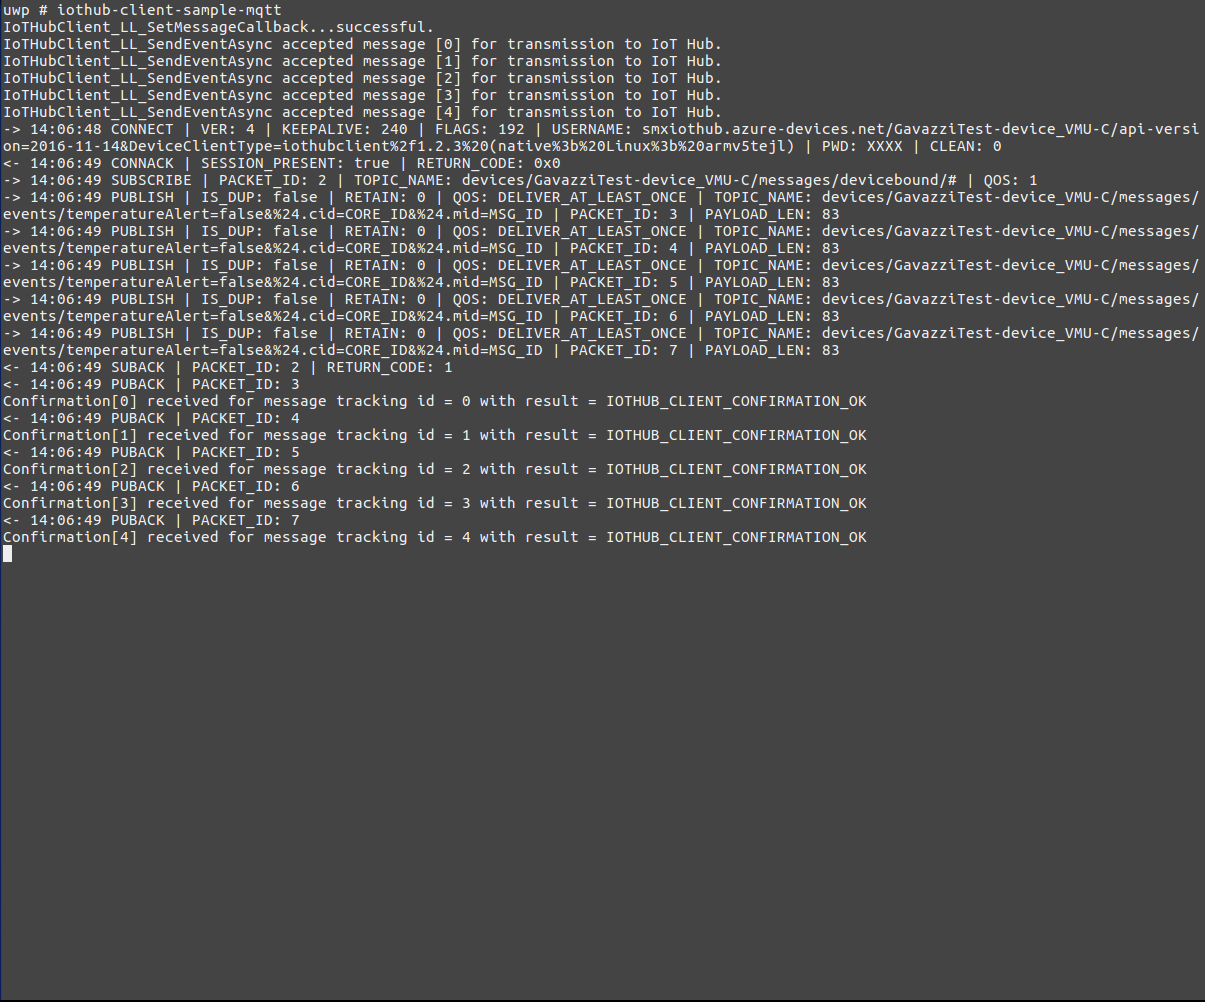 uwp # iothub-client-sample-mqtt
IoTHubClient_LL_SetMessageCallback...successful.
IoTHubClient_LL_SendEventAsync accepted message [0] for transmission to IoT Hub.
IoTHubClient_LL_SendEventAsync accepted message [1] for transmission to IoT Hub.
IoTHubClient_LL_SendEventAsync accepted message [2] for transmission to IoT Hub.
IoTHubClient_LL_SendEventAsync accepted message [3] for transmission to IoT Hub.
IoTHubClient_LL_SendEventAsync accepted message [4] for transmission to IoT Hub.
-> 14:06:48 CONNECT | VER: 4 | KEEPALIVE: 240 | FLAGS: 192 | USERNAME: smxiothub.azure-devices.net/GavazziTest-device_VMU-C/api-versi
on=2016-11-14&DeviceClientType=iothubclient%2f1.2.3%20(native%3b%20Linux%3b%20armv5tejl) | PWD: XXXX | CLEAN: 0
<- 14:06:49 CONNACK | SESSION_PRESENT: true | RETURN_CODE: 0x0
-> 14:06:49 SUBSCRIBE | PACKET_ID: 2 | TOPIC_NAME: devices/GavazziTest-device_VMU-C/messages/devicebound/# | QOS: 1
-> 14:06:49 PUBLISH | IS_DUP: false | RETAIN: 0 | QOS: DELIVER_AT_LEAST_ONCE | TOPIC_NAME: devices/GavazziTest-device_VMU-C/messages/
events/temperatureAlert=false&%24.cid=CORE_ID&%24.mid=MSG_ID | PACKET_ID: 3 | PAYLOAD_LEN: 83
-> 14:06:49 PUBLISH | IS_DUP: false | RETAIN: 0 | QOS: DELIVER_AT_LEAST_ONCE | TOPIC_NAME: devices/GavazziTest-device_VMU-C/messages/
events/temperatureAlert=false&%24.cid=CORE_ID&%24.mid=MSG_ID | PACKET_ID: 4 | PAYLOAD_LEN: 83
-> 14:06:49 PUBLISH | IS_DUP: false | RETAIN: 0 | QOS: DELIVER_AT_LEAST_ONCE | TOPIC_NAME: devices/GavazziTest-device_VMU-C/messages/
events/temperatureAlert=false&%24.cid=CORE_ID&%24.mid=MSG_ID | PACKET_ID: 5 | PAYLOAD_LEN: 83
-> 14:06:49 PUBLISH | IS_DUP: false | RETAIN: 0 | QOS: DELIVER_AT_LEAST_ONCE | TOPIC_NAME: devices/GavazziTest-device_VMU-C/messages/
events/temperatureAlert=false&%24.cid=CORE_ID&%24.mid=MSG_ID | PACKET_ID: 6 | PAYLOAD_LEN: 83
-> 14:06:49 PUBLISH | IS_DUP: false | RETAIN: 0 | QOS: DELIVER_AT_LEAST_ONCE | TOPIC_NAME: devices/GavazziTest-device_VMU-C/messages/
events/temperatureAlert=false&%24.cid=CORE_ID&%24.mid=MSG_ID | PACKET_ID: 7 | PAYLOAD_LEN: 83
<- 14:06:49 SUBACK | PACKET_ID: 2 | RETURN_CODE: 1
<- 14:06:49 PUBACK | PACKET_ID: 3
Confirmation[0] received for message tracking id = 0 with result = IOTHUB_CLIENT_CONFIRMATION_OK
<- 14:06:49 PUBACK | PACKET_ID: 4
Confirmation[1] received for message tracking id = 1 with result = IOTHUB_CLIENT_CONFIRMATION_OK
<- 14:06:49 PUBACK | PACKET_ID: 5
Confirmation[2] received for message tracking id = 2 with result = IOTHUB_CLIENT_CONFIRMATION_OK
<- 14:06:49 PUBACK | PACKET_ID: 6
Confirmation[3] received for message tracking id = 3 with result = IOTHUB_CLIENT_CONFIRMATION_OK
<- 14:06:49 PUBACK | PACKET_ID: 7
Confirmation[4] received for message tracking id = 4 with result = IOTHUB_CLIENT_CONFIRMATION_OK